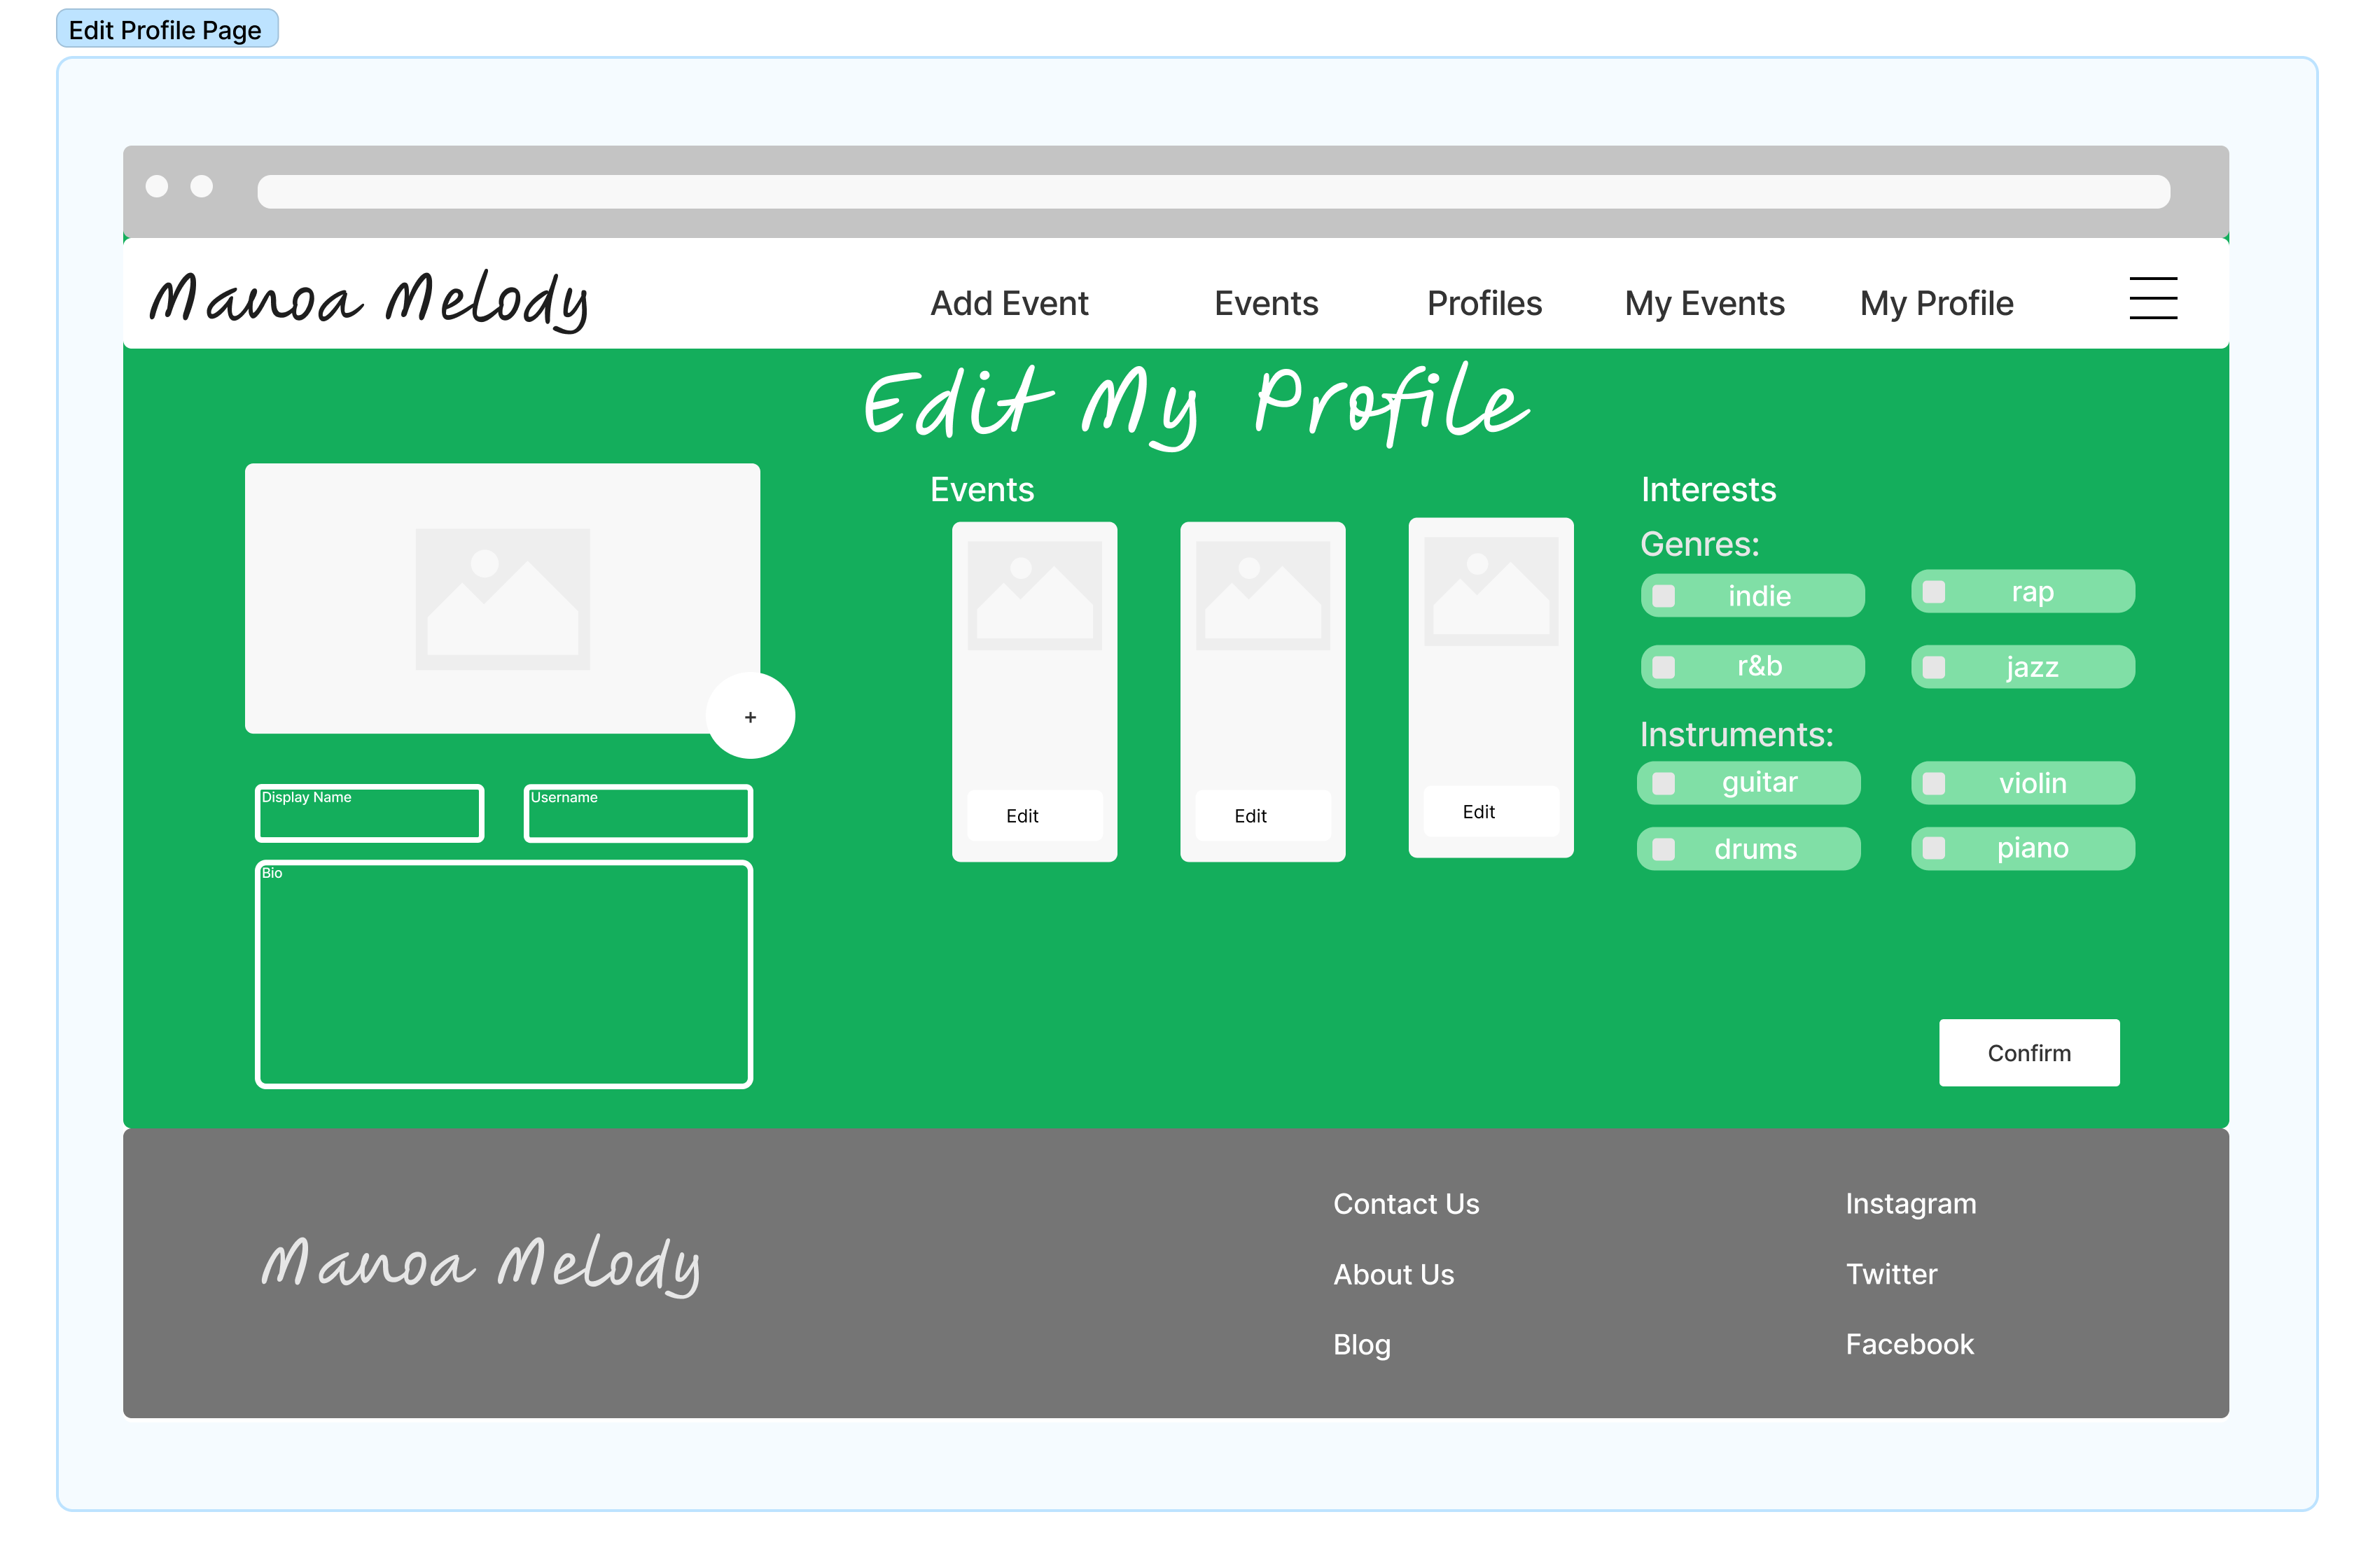 Edit Profile Page
Manoa Melody
Add Event Events Profiles My Events My Profile
Edit My Profile
Events
Edit
Edit
Edit
Interests
Genres:
indie rap
r&b jazz
Instruments:
guitar violin
drums piano
+
Display Name Username
Bio
Confirm
Manoa Melody
Contact Us
About Us
Blog
Instagram
Twitter
Facebook